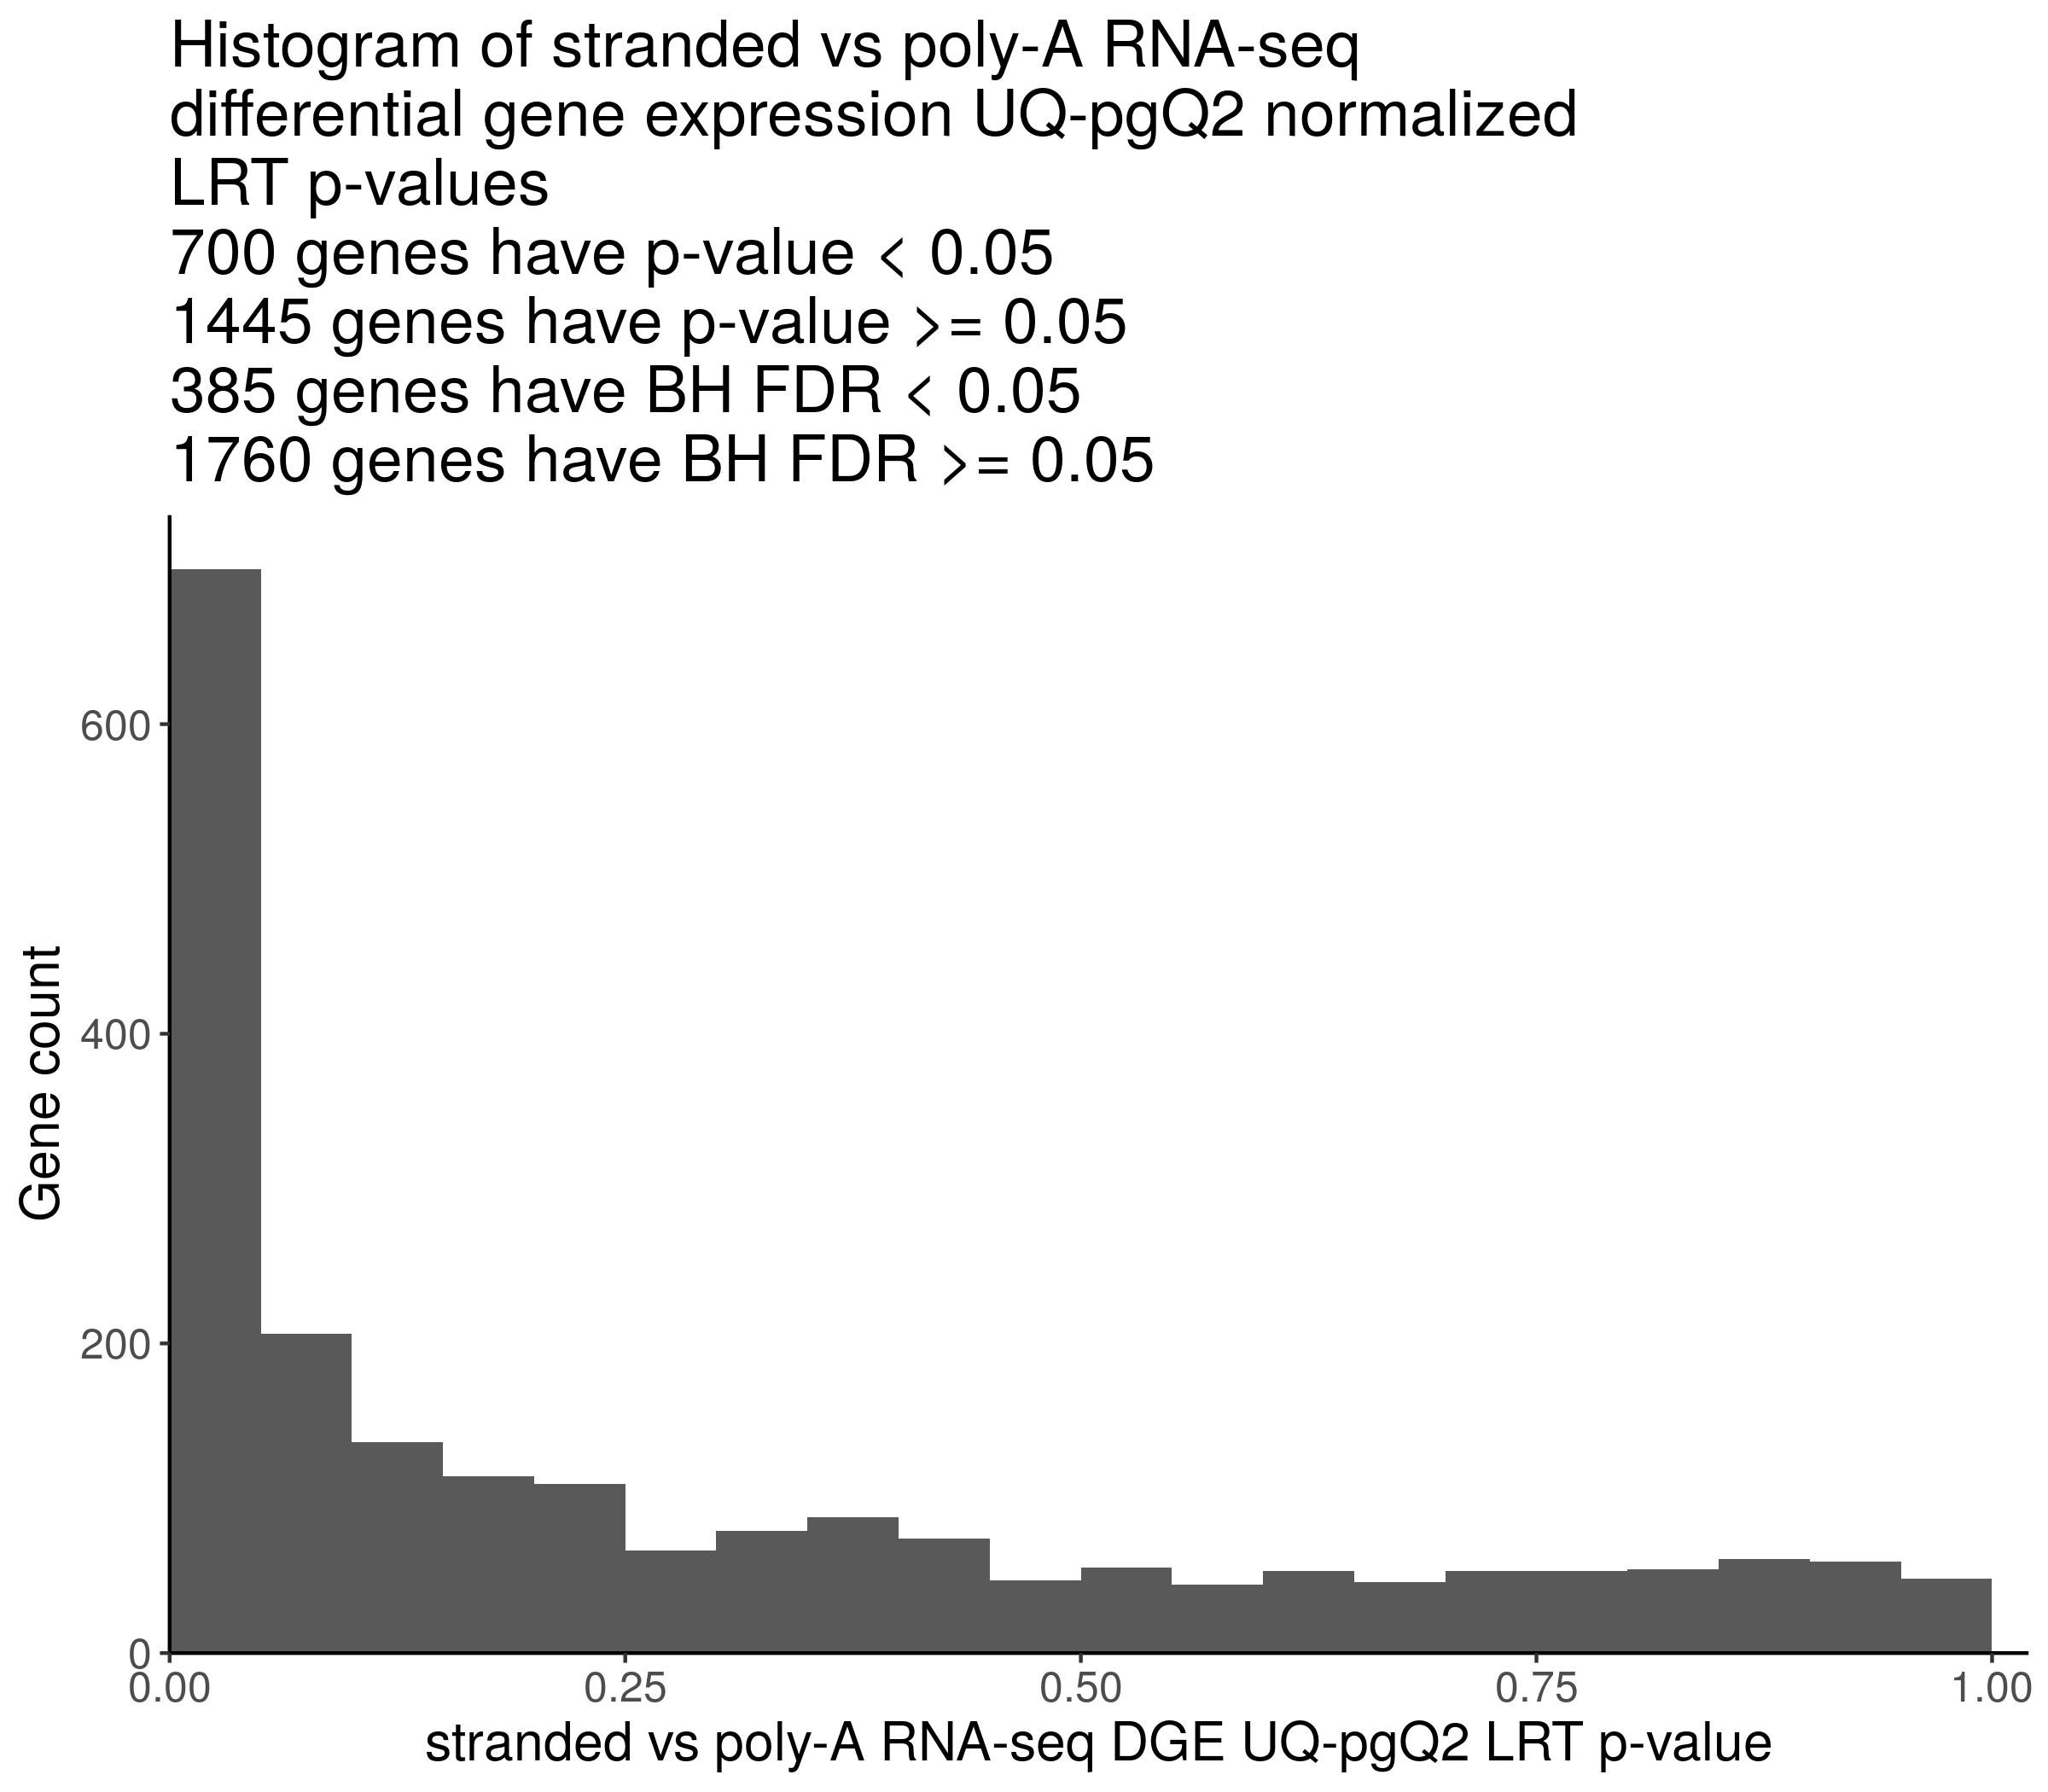 Histogram of stranded vs poly-A RNA-seq
differential gene expression UQ-pgQ2 normalized
LRT p-values
700 genes have p-value < 0.05
1445 genes have p-value >= 0.05
385 genes have BH FDR < 0.05
1760 genes have BH FDR >= 0.05
Gene count
600
400
200
0
0.00 0.25 0.50 0.75 1.00
stranded vs poly-A RNA-seq DGE UQ-pgQ2 LRT p-value